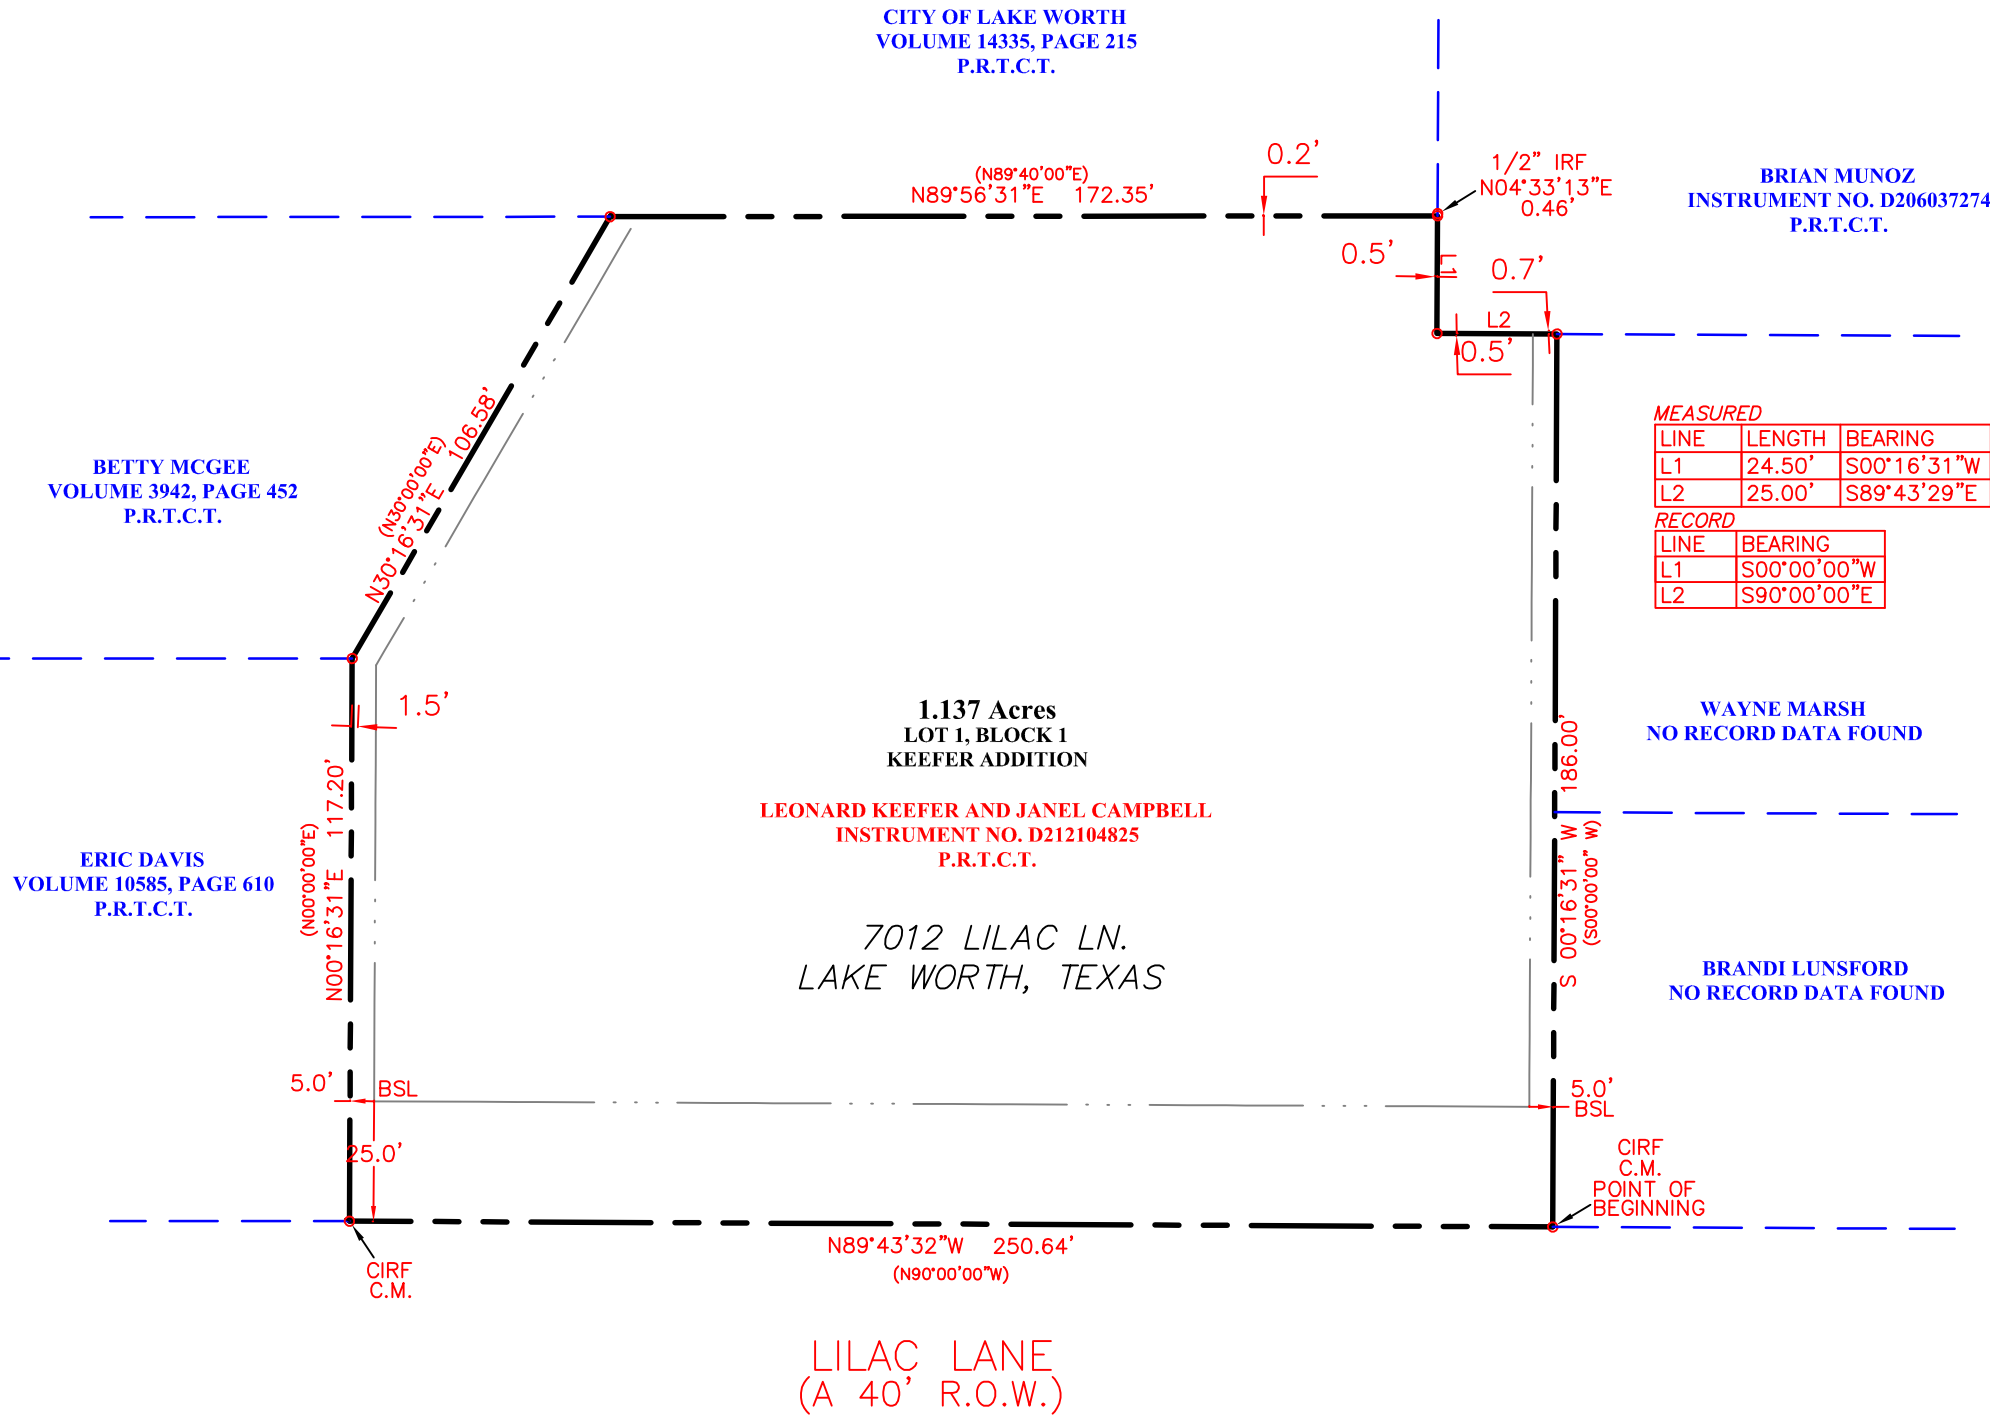 CITY OF LAKE WORTH
VOLUME 14335, PAGE 215
P.R.T.C.T.
0.2'
1/2" IRF
N04°33'13"E
0.46'
(N89°40'00"E)
N89°56'31"E 172.35'
BRIAN MUNOZ
INSTRUMENT NO. D206037274
P.R.T.C.T.
0.5'
L1
0.7'
L2
0.5'
MEASURED
LINE LENGTH BEARING
L1 24.50' S00°16'31"W
L2 25.00' S89°43'29"E
RECORD
LINE BEARING
L1 S00°00'00"W
L2 S90°00'00"E
(N30°00'00"E)
N30°16'31"E 106.58'
BETTY MCGEE
VOLUME 3942, PAGE 452
P.R.T.C.T.
1.5'
1.137 Acres
LOT 1, BLOCK 1
KEEFER ADDITION
WAYNE MARSH
NO RECORD DATA FOUND
LEONARD KEEFER AND JANEL CAMPBELL
INSTRUMENT NO. D212104825
P.R.T.C.T.
(N00°00'00"E)
N00°16'31"E 117.20'
S 00°16'31" W 186.00'
(S00°00'00" W)
ERIC DAVIS
VOLUME 10585, PAGE 610
P.R.T.C.T.
7012 LILAC LN.
LAKE WORTH, TEXAS
BRANDI LUNSFORD
NO RECORD DATA FOUND
5.0'
BSL
5.0'
BSL
25.0'
CIRF
C.M.
POINT OF
BEGINNING
N89°43'32"W 250.64'
(N90°00'00"W)
CIRF
C.M.
LILAC LANE
(A 40' R.O.W.)